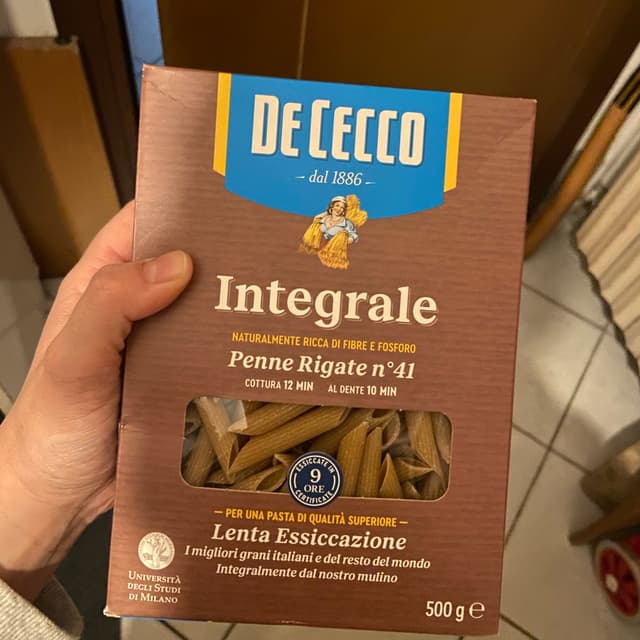 DE CECCO
dal 1886
Integrale
NATURALMENTE RICCA DI FIBRE E FOSFORO
Penne Rigate n°41
COTTURA 12 MIN AL DENTE 10 MIN
ESSICCATE IN
9
ORE
CERTIFICATE
— PER UNA PASTA DI QUALITÀ SUPERIORE —
Lenta Essiccazione
I migliori grani italiani e del resto del mondo
Integralmente dal nostro mulino
UNIVERSITÀ
DEGLI STUDI
DI MILANO
500 g ℮